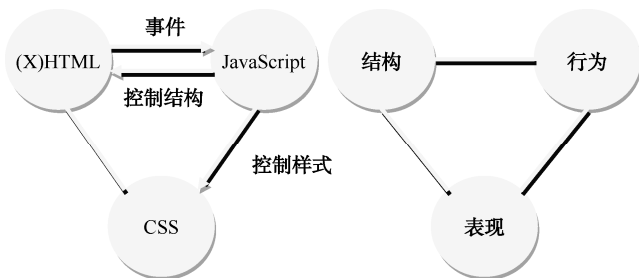 事件
(X)HTML
JavaScript
控制结构
控制样式
CSS
结构
行为
表现